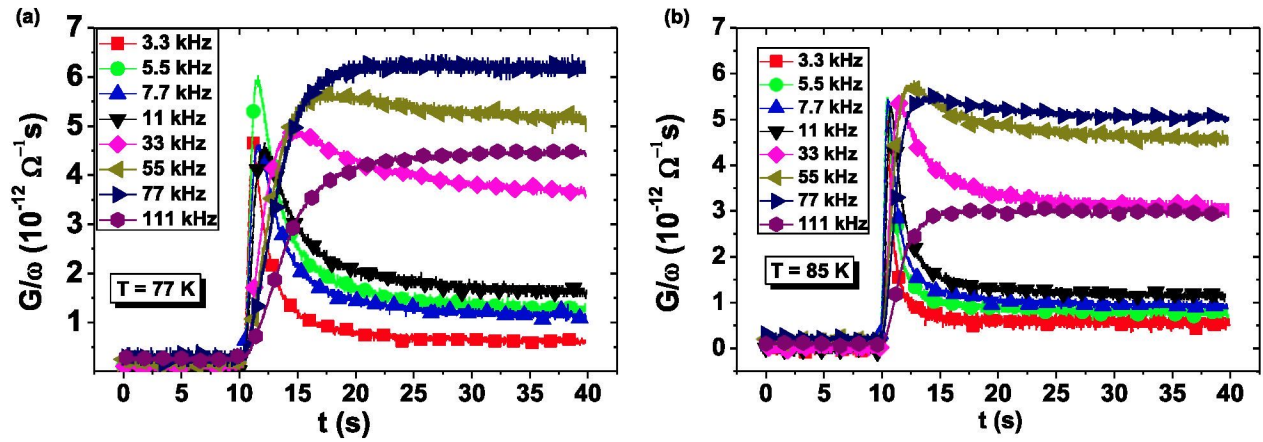 (a)
G/ω (10⁻¹² Ω⁻¹s)
7
6
5
4
3
2
1
3.3 kHz
5.5 kHz
7.7 kHz
11 kHz
33 kHz
55 kHz
77 kHz
111 kHz
T = 77 K
0 5 10 15 20 25 30 35 40
t (s)
(b)
G/ω (10⁻¹² Ω⁻¹s)
7
6
5
4
3
2
1
0
3.3 kHz
5.5 kHz
7.7 kHz
11 kHz
33 kHz
55 kHz
77 kHz
111 kHz
T = 85 K
0 5 10 15 20 25 30 35 40
t (s)